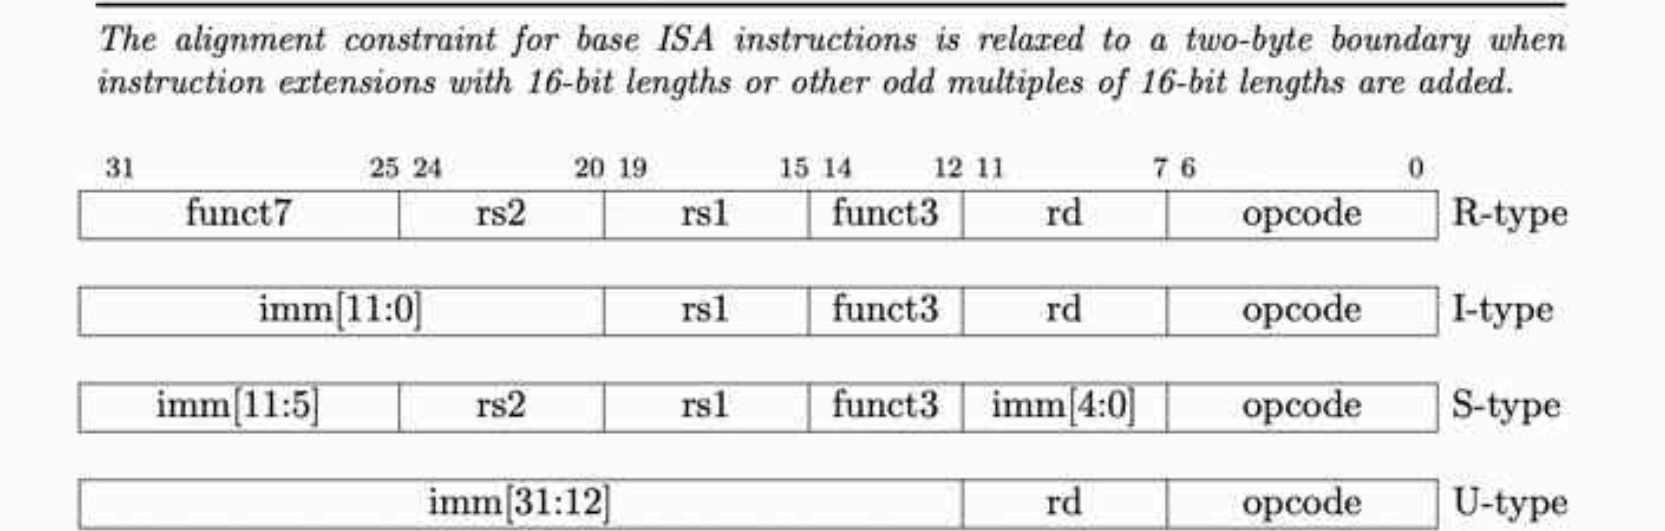 The alignment constraint for base ISA instructions is relaxed to a two-byte boundary when
instruction extensions with 16-bit lengths or other odd multiples of 16-bit lengths are added.
31 25 24 20 19 15 14 12 11 7 6 0
funct7 rs2 rs1 funct3 rd opcode R-type
imm[11:0] rs1 funct3 rd opcode I-type
imm[11:5] rs2 rs1 funct3 imm[4:0] opcode S-type
imm[31:12] rd opcode U-type